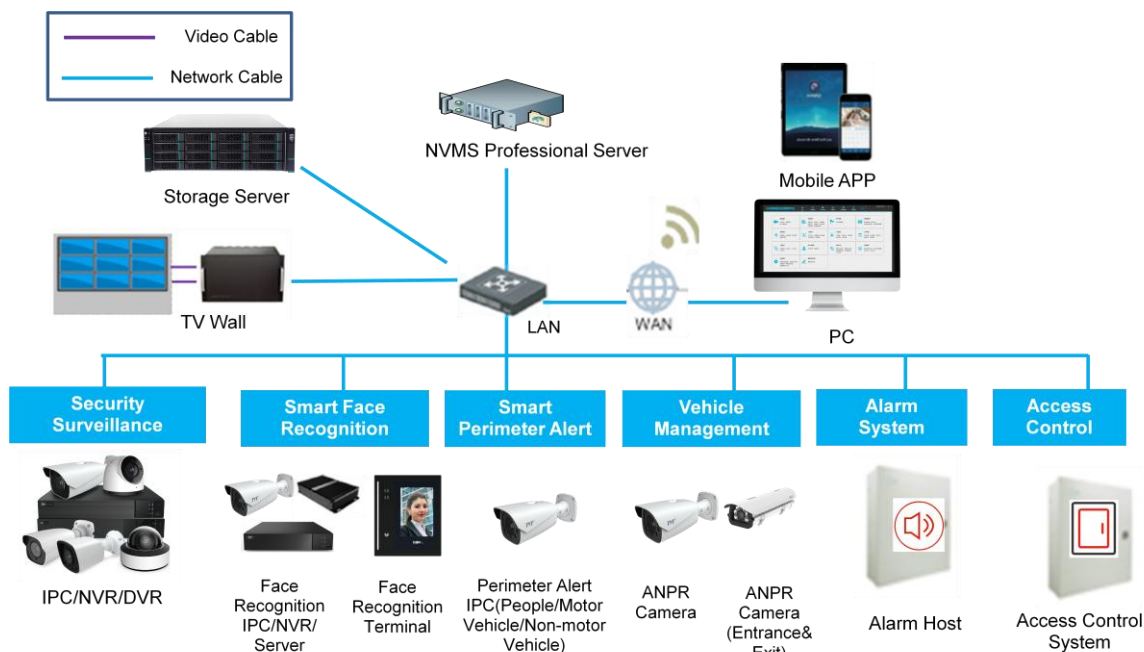 Video Cable
Network Cable
NVMS Professional Server
Storage Server
Mobile APP
TV Wall
LAN
WAN
PC
Security
Surveillance
Smart Face
Recognition
Smart
Perimeter Alert
Vehicle
Management
Alarm
System
Access
Control
IPC/NVR/DVR
Face
Recognition
IPC/NVR/
Server
Face
Recognition
Terminal
Perimeter Alert
IPC(People/Motor
Vehicle/Non-motor
Vehicle)
ANPR
Camera
ANPR
Camera
(Entrance&
Exit)
Alarm Host
Access Control
System